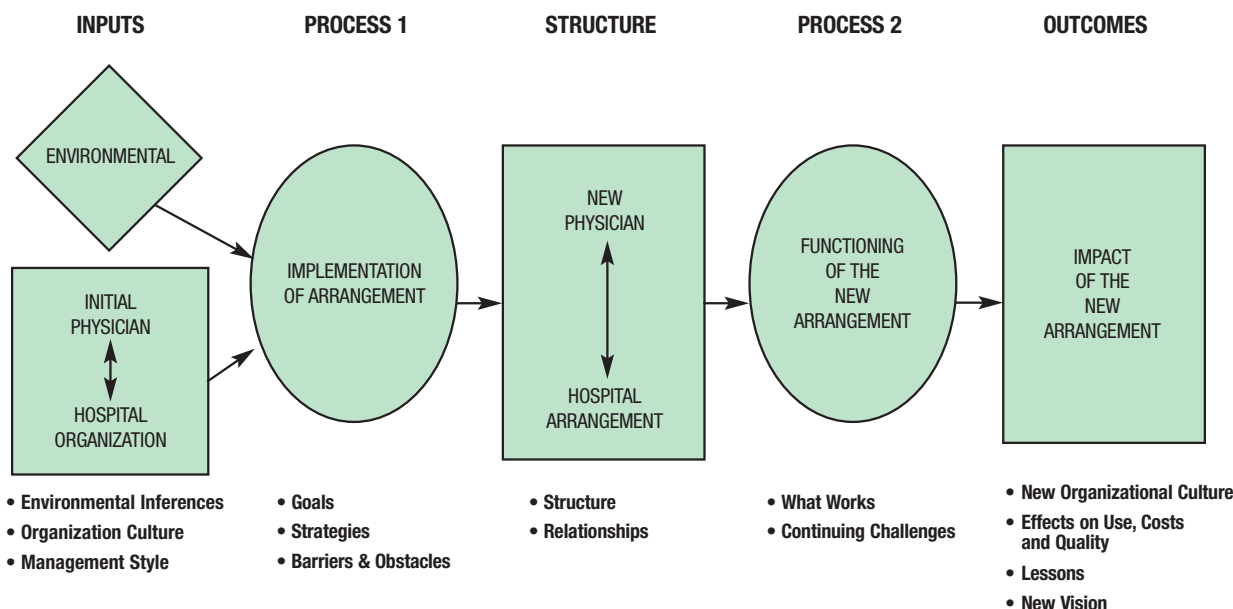 INPUTS
PROCESS 1
STRUCTURE
PROCESS 2
OUTCOMES
ENVIRONMENTAL
INITIAL
PHYSICIAN
HOSPITAL
ORGANIZATION
IMPLEMENTATION
OF ARRANGEMENT
NEW
PHYSICIAN
HOSPITAL
ARRANGEMENT
FUNCTIONING
OF THE
NEW
ARRANGEMENT
IMPACT
OF THE
NEW
ARRANGEMENT
• Environmental Inferences
• Organization Culture
• Management Style
• Goals
• Strategies
• Barriers & Obstacles
• Structure
• Relationships
• What Works
• Continuing Challenges
• New Organizational Culture
• Effects on Use, Costs
and Quality
• Lessons
• New Vision